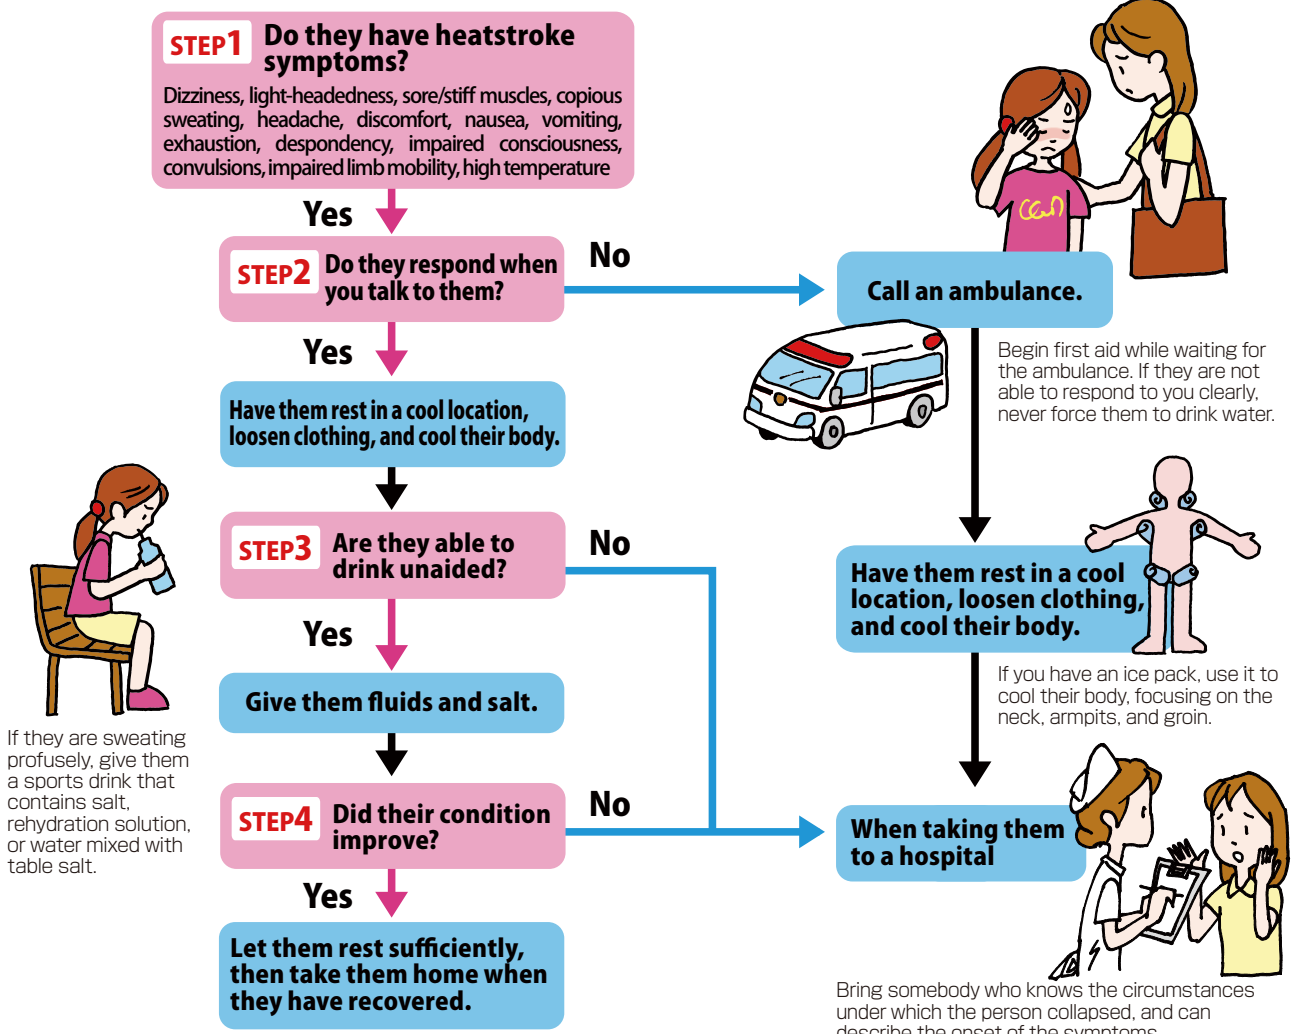 STEP1 Do they have heatstroke
symptoms?
Dizziness, light-headedness, sore/stiff muscles, copious
sweating, headache, discomfort, nausea, vomiting,
exhaustion, despondency, impaired consciousness,
convulsions, impaired limb mobility, high temperature
Yes
STEP2 Do they respond when
you talk to them?
No
Call an ambulance.
Begin first aid while waiting for
the ambulance. If they are not
able to respond to you clearly,
never force them to drink water.
Yes
Have them rest in a cool location,
loosen clothing, and cool their body.
STEP3 Are they able to
drink unaided?
No
Have them rest in a cool
location, loosen clothing,
and cool their body.
If you have an ice pack, use it to
cool their body, focusing on the
neck, armpits, and groin.
Yes
Give them fluids and salt.
If they are sweating
profusely, give them
a sports drink that
contains salt,
rehydration solution,
or water mixed with
table salt.
STEP4 Did their condition
improve?
No
When taking them
to a hospital
Yes
Let them rest sufficiently,
then take them home when
they have recovered.
Bring somebody who knows the circumstances
under which the person collapsed, and can
describe the onset of the symptoms